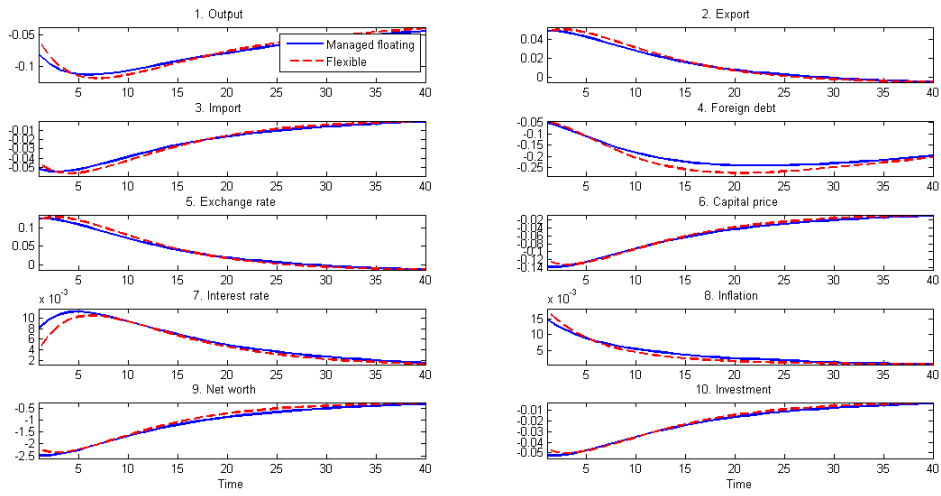 1. Output
-0.05
-0.1
Managed floating
Flexible
5 10 15 20 25 30 35 40
2. Export
0.04
0.02
0
5 10 15 20 25 30 35 40
3. Import
-0.01
-0.02
-0.03
-0.04
-0.05
5 10 15 20 25 30 35 40
4. Foreign debt
-0.05
-0.1
-0.15
-0.2
-0.25
5 10 15 20 25 30 35 40
5. Exchange rate
0.1
0.05
0
5 10 15 20 25 30 35 40
6. Capital price
-0.02
-0.04
-0.06
-0.08
-0.1
-0.12
-0.14
5 10 15 20 25 30 35 40
x 10-3
7. Interest rate
10
8
6
4
2
5 10 15 20 25 30 35 40
x 10-3
8. Inflation
15
10
5
5 10 15 20 25 30 35 40
9. Net worth
-0.5
-1
-1.5
-2
-2.5
5 10 15 20 25 30 35 40
Time
10. Investment
-0.01
-0.02
-0.03
-0.04
-0.05
5 10 15 20 25 30 35 40
Time